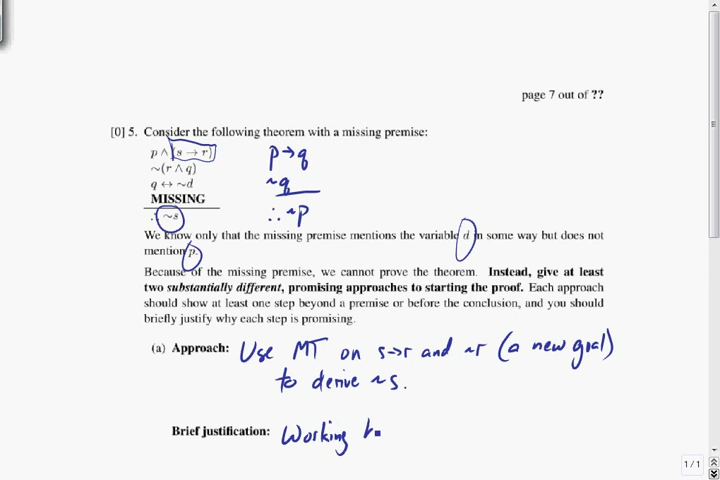 page 7 out of ??
[0] 5. Consider the following theorem with a missing premise:
p ∧ (s → r)
~(r ∧ q)
q ↔ ~d
MISSING
∴ ~s
p → q
~q
∴ ~p
We know only that the missing premise mentions the variable d in some way but does not
mention p.
Because of the missing premise, we cannot prove the theorem. Instead, give at least
two substantially different, promising approaches to starting the proof. Each approach
should show at least one step beyond a premise or before the conclusion, and you should
briefly justify why each step is promising.
(a) Approach: Use MT on s→r and ~r (a new goal)
to derive ~s.
Brief justification: Working
1/1